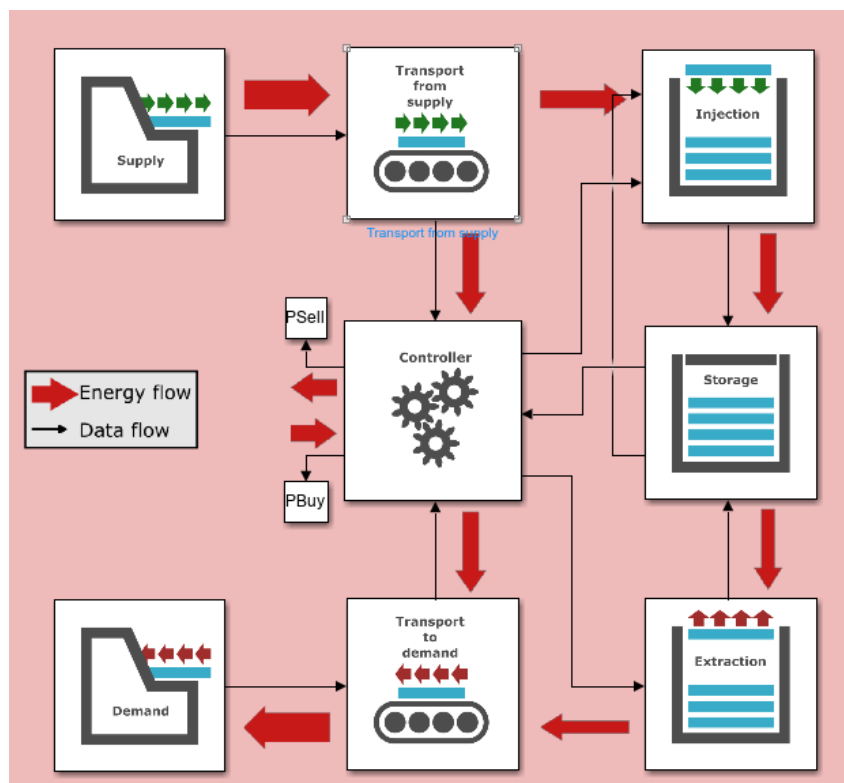 Supply
Transport
from
supply
Injection
Transport from supply
PSell
Controller
Storage
Energy flow
Data flow
PBuy
Demand
Transport
to
demand
Extraction